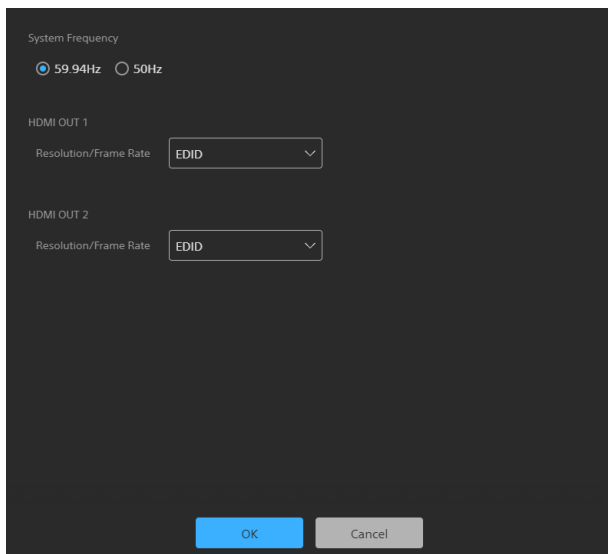 System Frequency
59.94Hz 50Hz
HDMI OUT 1
Resolution/Frame Rate EDID
HDMI OUT 2
Resolution/Frame Rate EDID
OK Cancel